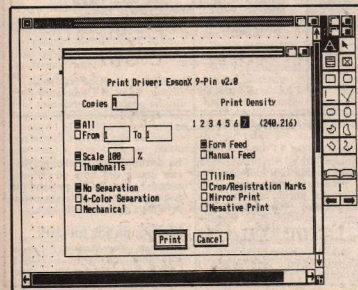 Print Driver: EpsonX 9-Pin v2.0
Copies 1 Print Density
All 1 2 3 4 5 6 7 (240,216)
From 1 To 1
Form Feed
Manual Feed
Scale 100 %
Thumbnails
Tiling
No Separation Crop/Registration Marks
4-Color Separation Mirror Print
Mechanical Negative Print
Print Cancel
A
1